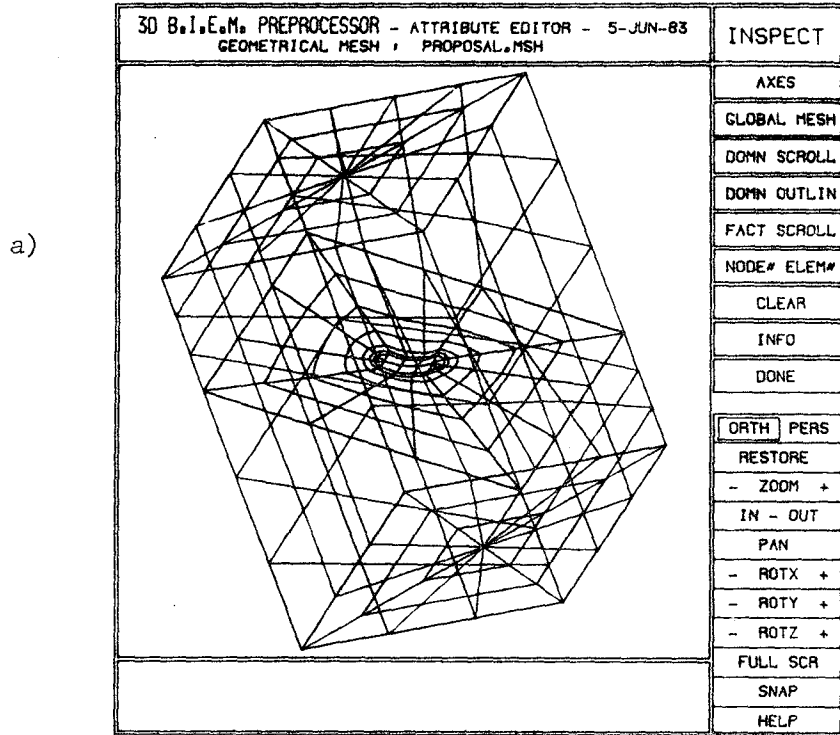 3D B.I.E.M. PREPROCESSOR - ATTRIBUTE EDITOR - 5-JUN-83
GEOMETRICAL MESH : PROPOSAL.MSH
INSPECT
a)
AXES
GLOBAL MESH
DOMN SCROLL
DOMN OUTLIN
FACT SCROLL
NODE# ELEM#
CLEAR
INFO
DONE
ORTH PERS
RESTORE
- ZOOM +
IN - OUT
PAN
- ROTX +
- ROTY +
- ROTZ +
FULL SCR
SNAP
HELP